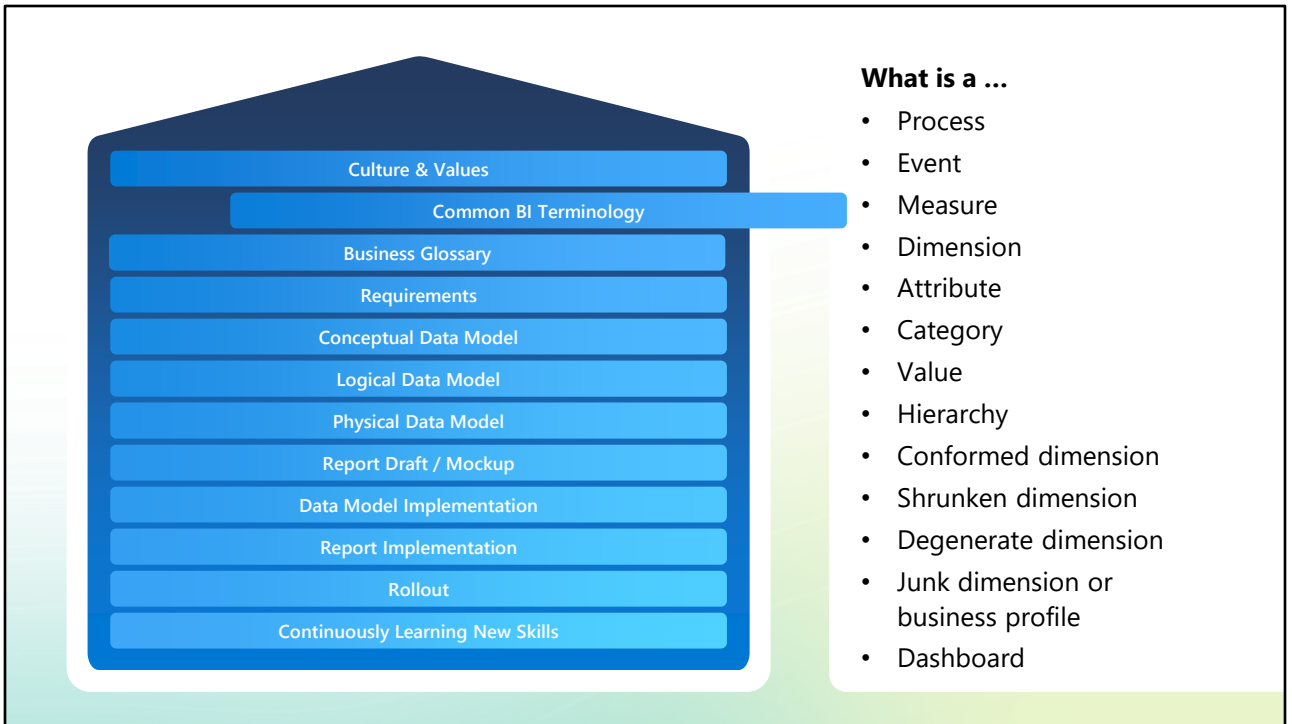 Culture & Values
Common BI Terminology
Business Glossary
Requirements
Conceptual Data Model
Logical Data Model
Physical Data Model
Report Draft / Mockup
Data Model Implementation
Report Implementation
Rollout
Continuously Learning New Skills
What is a …
• Process
• Event
• Measure
• Dimension
• Attribute
• Category
• Value
• Hierarchy
• Conformed dimension
• Shrunken dimension
• Degenerate dimension
• Junk dimension or
business profile
• Dashboard